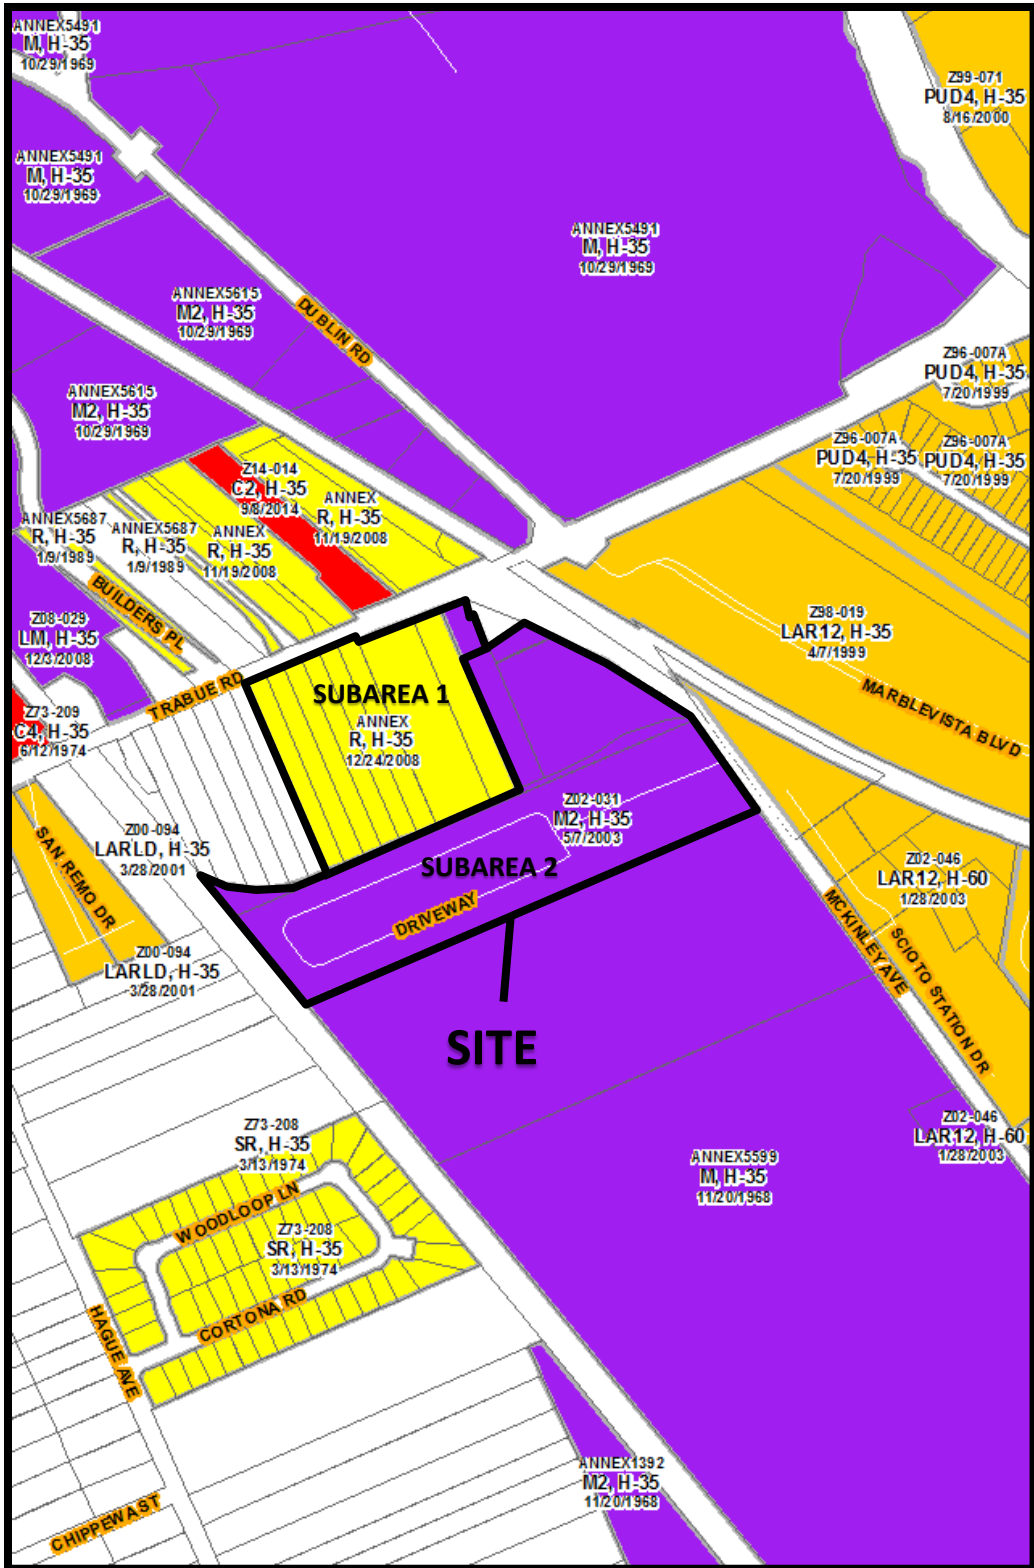 ANNEX5491
M, H-35
10/29/1969
Z99-071
PUD4, H-35
8/16/2000
ANNEX5491
M, H-35
10/29/1969
ANNEX5491
M, H-35
10/29/1969
ANNEX5615
M2, H-35
10/29/1969
DUBLIN RD
Z96-007A
PUD4, H-35
7/20/1999
ANNEX5615
M2, H-35
10/29/1969
Z96-007A
PUD4, H-35
7/20/1999
Z96-007A
PUD4, H-35
7/20/1999
Z14-014
C2, H-35
9/8/2014
ANNEX
R, H-35
11/19/2008
ANNEX5687
R, H-35
1/9/1989
ANNEX5687
R, H-35
1/9/1989
ANNEX
R, H-35
11/19/2008
BUILDERS PL
Z08-029
LM, H-35
12/3/2008
Z98-019
LAR12, H-35
4/7/1999
TRABUE RD
SUBAREA 1
ANNEX
R, H-35
12/24/2008
MARBLEVISTA BLVD
Z73-209
C4, H-35
6/12/1974
Z02-031
M2, H-35
5/7/2003
SAN REMO DR
Z00-094
LARLD, H-35
3/28/2001
SUBAREA 2
Z02-046
LAR12, H-60
1/28/2003
DRIVEWAY
MCKINLEY AVE
SCIOTO STATION DR
Z00-094
LARLD, H-35
3/28/2001
SITE
Z73-208
SR, H-35
3/13/1974
Z02-046
LAR12, H-60
1/28/2003
ANNEX5599
M, H-35
11/20/1968
WOODLOOP LN
Z73-208
SR, H-35
3/13/1974
CORTONA RD
HAGUE AVE
ANNEX1392
M2, H-35
11/20/1968
CHIPPEWA ST